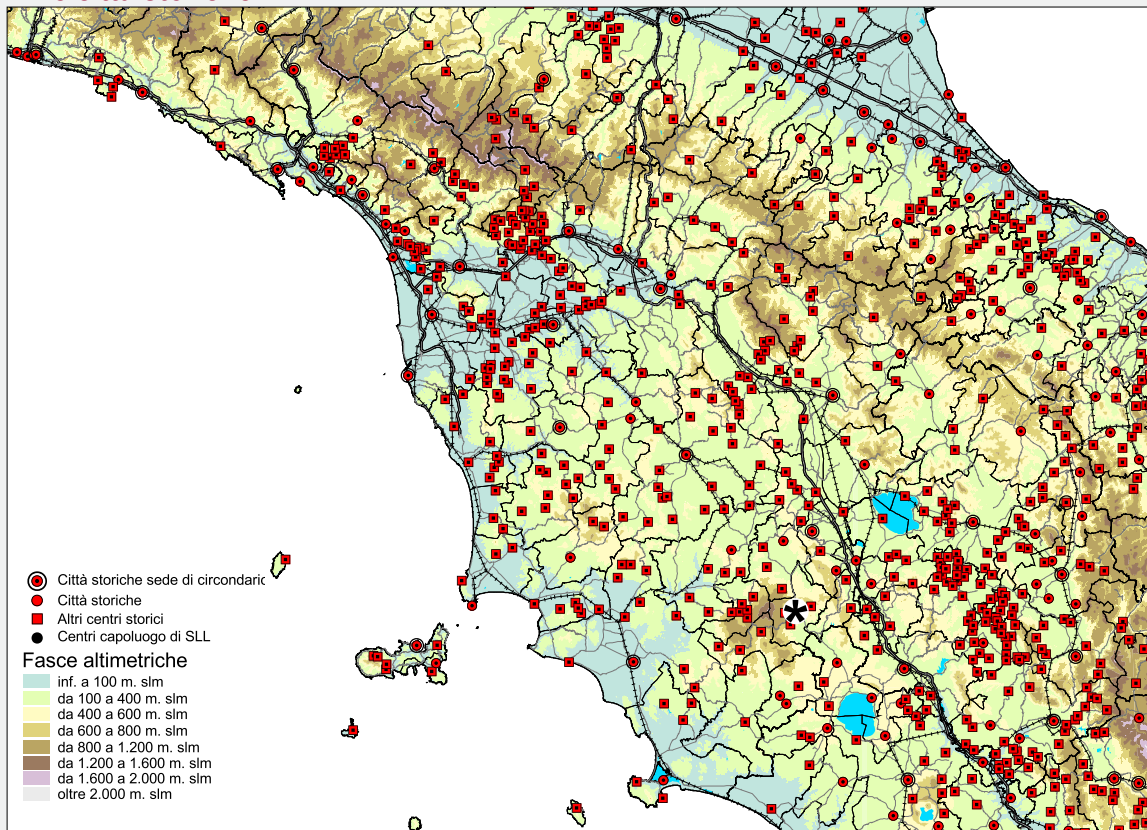 Città storiche sede di circondaric
Città storiche
Altri centri storici
Centri capoluogo di SLL
Fasce altimetriche
inf. a 100 m. slm
da 100 a 400 m. slm
da 400 a 600 m. slm
da 600 a 800 m. slm
da 800 a 1.200 m. slm
da 1.200 a 1.600 m. slm
da 1.600 a 2.000 m. slm
oltre 2.000 m. slm
*